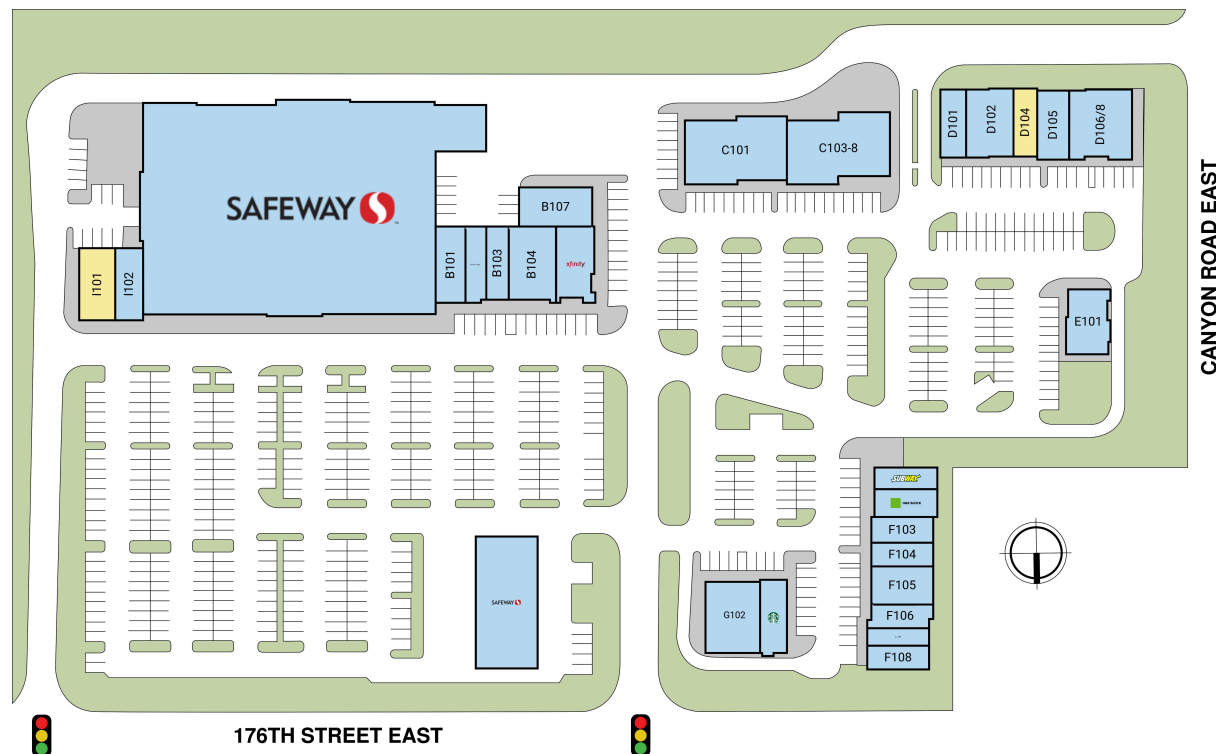 D101
D102
D104
D105
D106/8
C101
C103-8
SAFEWAY
B107
B101
B103
B104
xfinity
I101
I102
E101
CANYON ROAD EAST
SUBWAY
H&R BLOCK
F103
F104
F105
F106
F108
G102
SAFEWAY
176TH STREET EAST